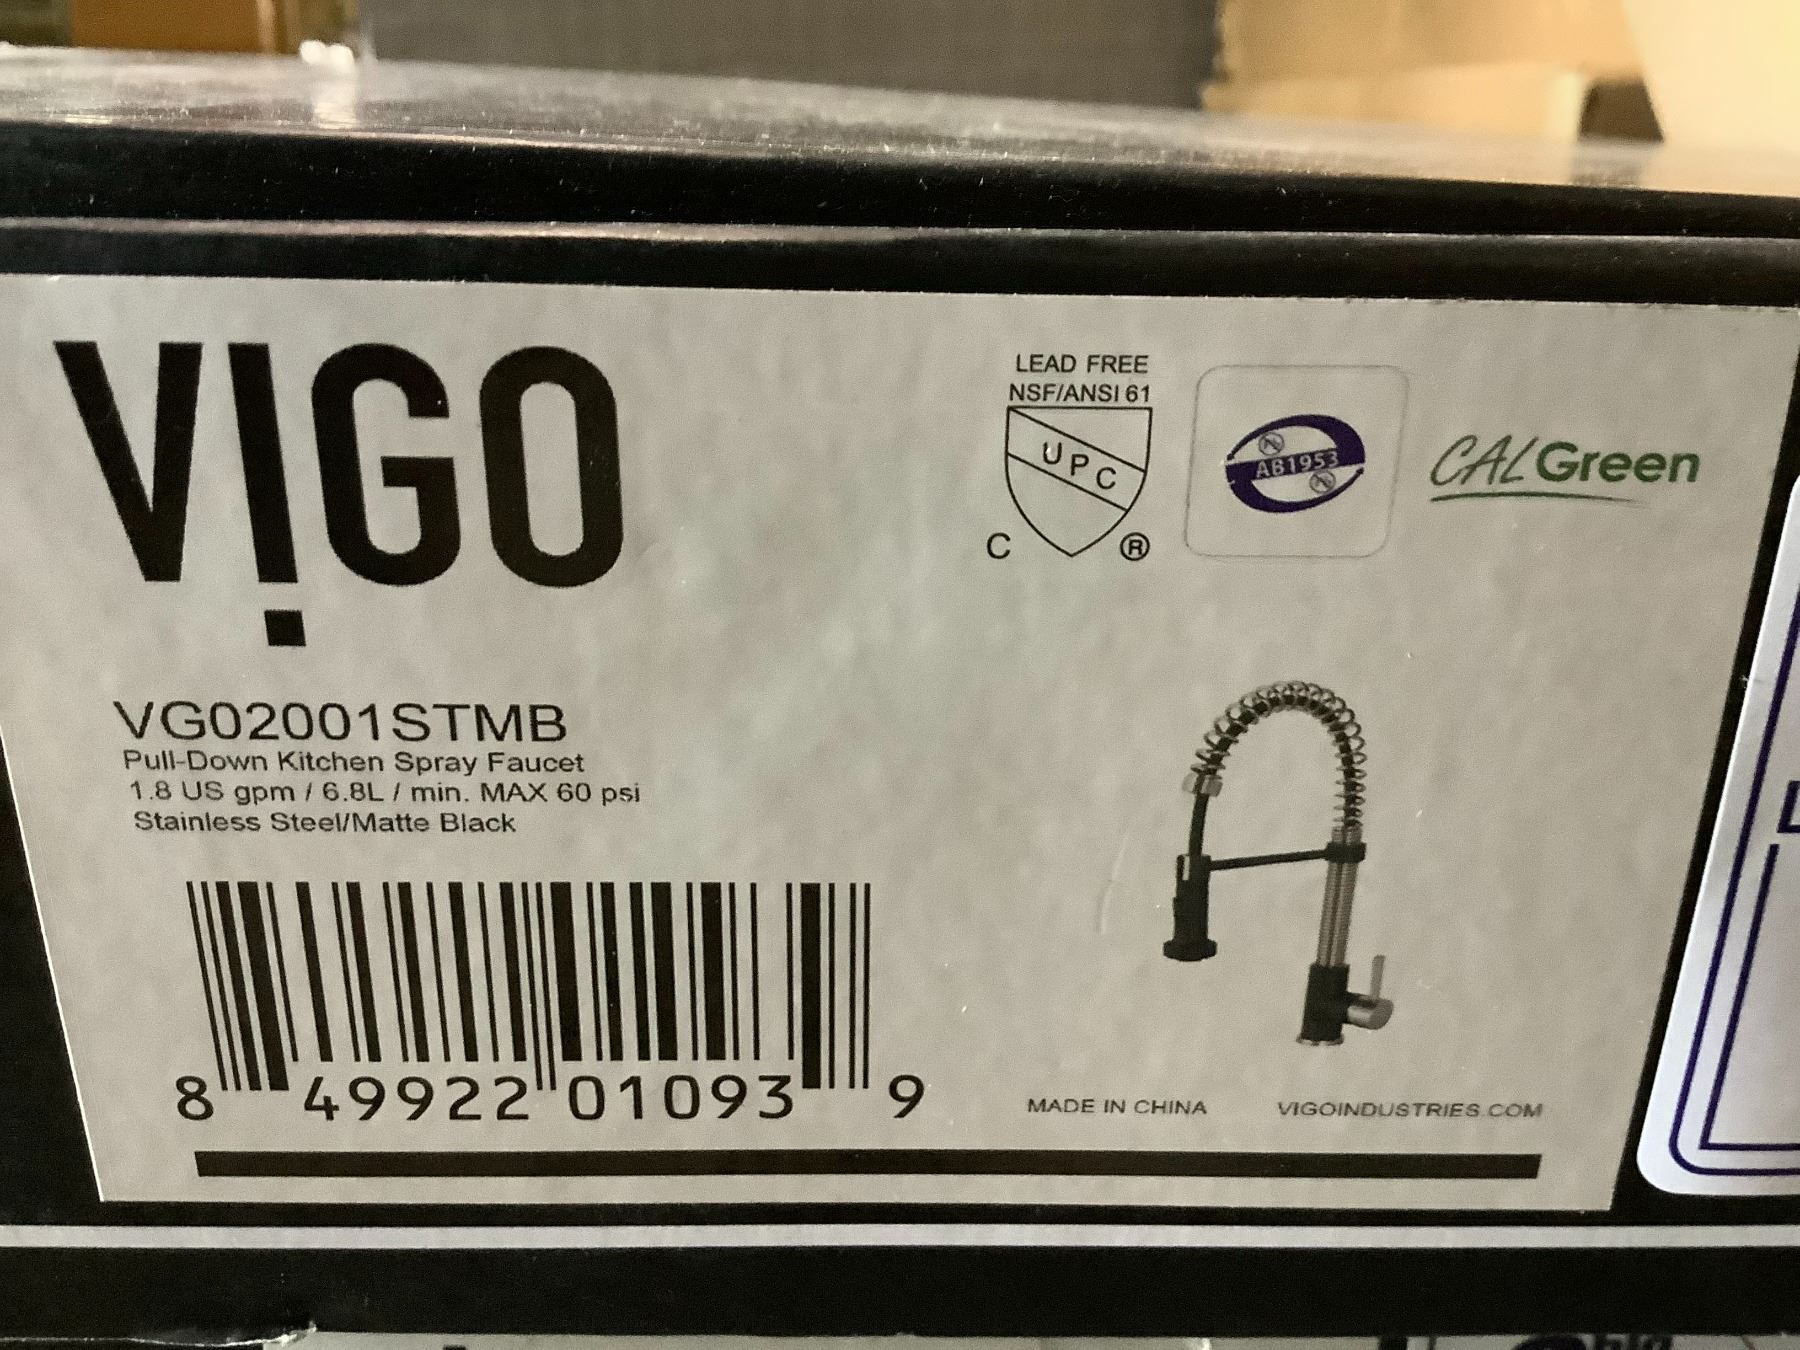 VIGO
LEAD FREE
NSF/ANSI 61
UPC
C ®
AB1953
CALGreen
VG02001STMB
Pull-Down Kitchen Spray Faucet
1.8 US gpm / 6.8L / min. MAX 60 psi
Stainless Steel/Matte Black
8 49922 01093 9
MADE IN CHINA
VIGOINDUSTRIES.COM